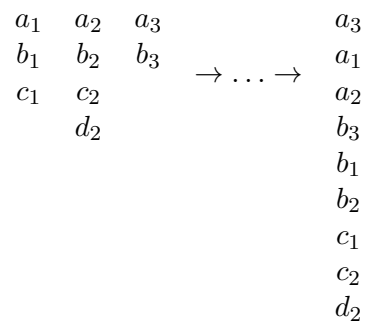 a₁ a₂ a₃ a₃
b₁ b₂ b₃ a₁
→ … →
c₁ c₂ a₂
d₂ b₃
b₁
b₂
c₁
c₂
d₂